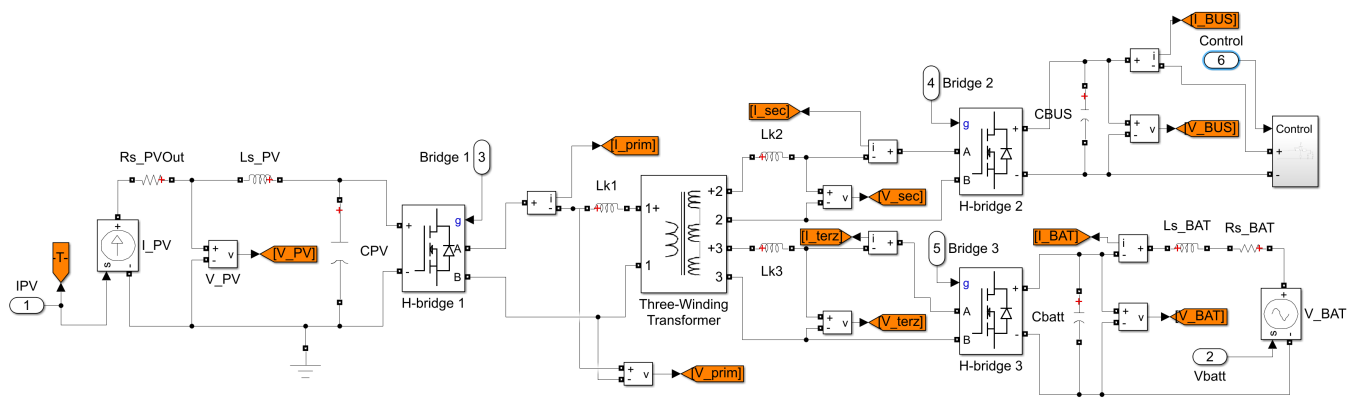 [I_BUS]
Control
6
4
Bridge 2
[I_sec]
i
+
-
g
CBUS
+
-
v
[V_BUS]
Control
+
-
Rs_PVOut
Ls_PV
Bridge 1
3
[I_prim]
Lk2
i
+
-
A
B
+
-
H-bridge 2
+
-
v
[V_sec]
i
+
-
Lk1
1+
1
+2
2
+3
3
Three-Winding
Transformer
I_PV
s
-
+
-
v
[V_PV]
V_PV
CPV
+
-
g
A
B
H-bridge 1
-T-
IPV
1
[I_terz]
i
+
-
Lk3
5
Bridge 3
[I_BAT]
i
+
-
Ls_BAT
Rs_BAT
g
A
B
+
-
H-bridge 3
+
-
v
[V_terz]
Cbatt
+
-
v
[V_BAT]
V_BAT
s
-
2
Vbatt
+
-
v
[V_prim]